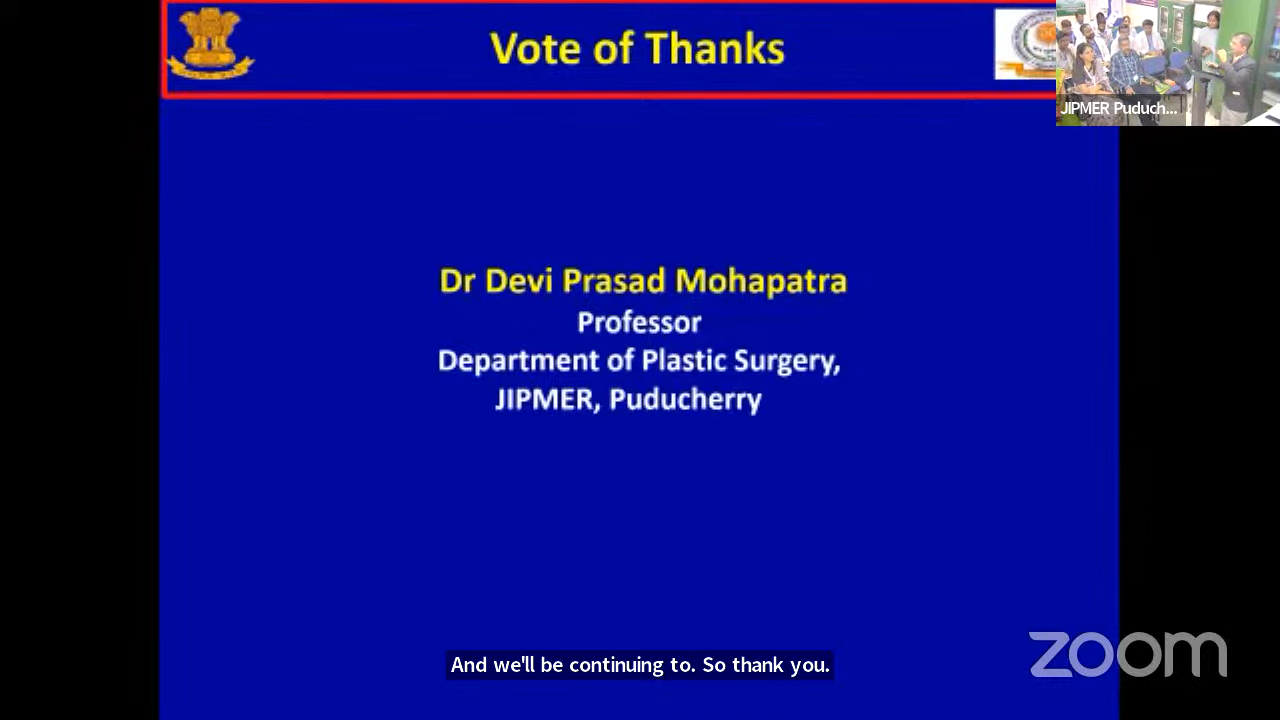 Vote of Thanks
JIPMER Puduch...
Dr Devi Prasad Mohapatra
Professor
Department of Plastic Surgery,
JIPMER, Puducherry
And we'll be continuing to. So thank you.
zoom